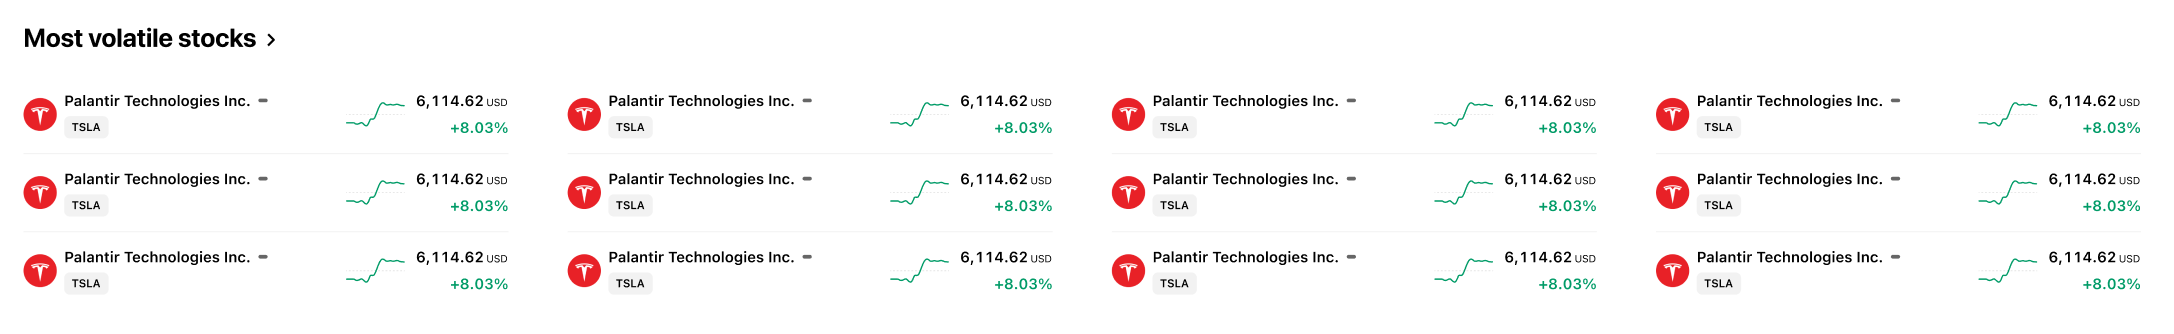 Most volatile stocks
Palantir Technologies Inc. 6,114.62 USD
TSLA +8.03%
Palantir Technologies Inc. 6,114.62 USD
TSLA +8.03%
Palantir Technologies Inc. 6,114.62 USD
TSLA +8.03%
Palantir Technologies Inc. 6,114.62 USD
TSLA +8.03%
Palantir Technologies Inc. 6,114.62 USD
TSLA +8.03%
Palantir Technologies Inc. 6,114.62 USD
TSLA +8.03%
Palantir Technologies Inc. 6,114.62 USD
TSLA +8.03%
Palantir Technologies Inc. 6,114.62 USD
TSLA +8.03%
Palantir Technologies Inc. 6,114.62 USD
TSLA +8.03%
Palantir Technologies Inc. 6,114.62 USD
TSLA +8.03%
Palantir Technologies Inc. 6,114.62 USD
TSLA +8.03%
Palantir Technologies Inc. 6,114.62 USD
TSLA +8.03%